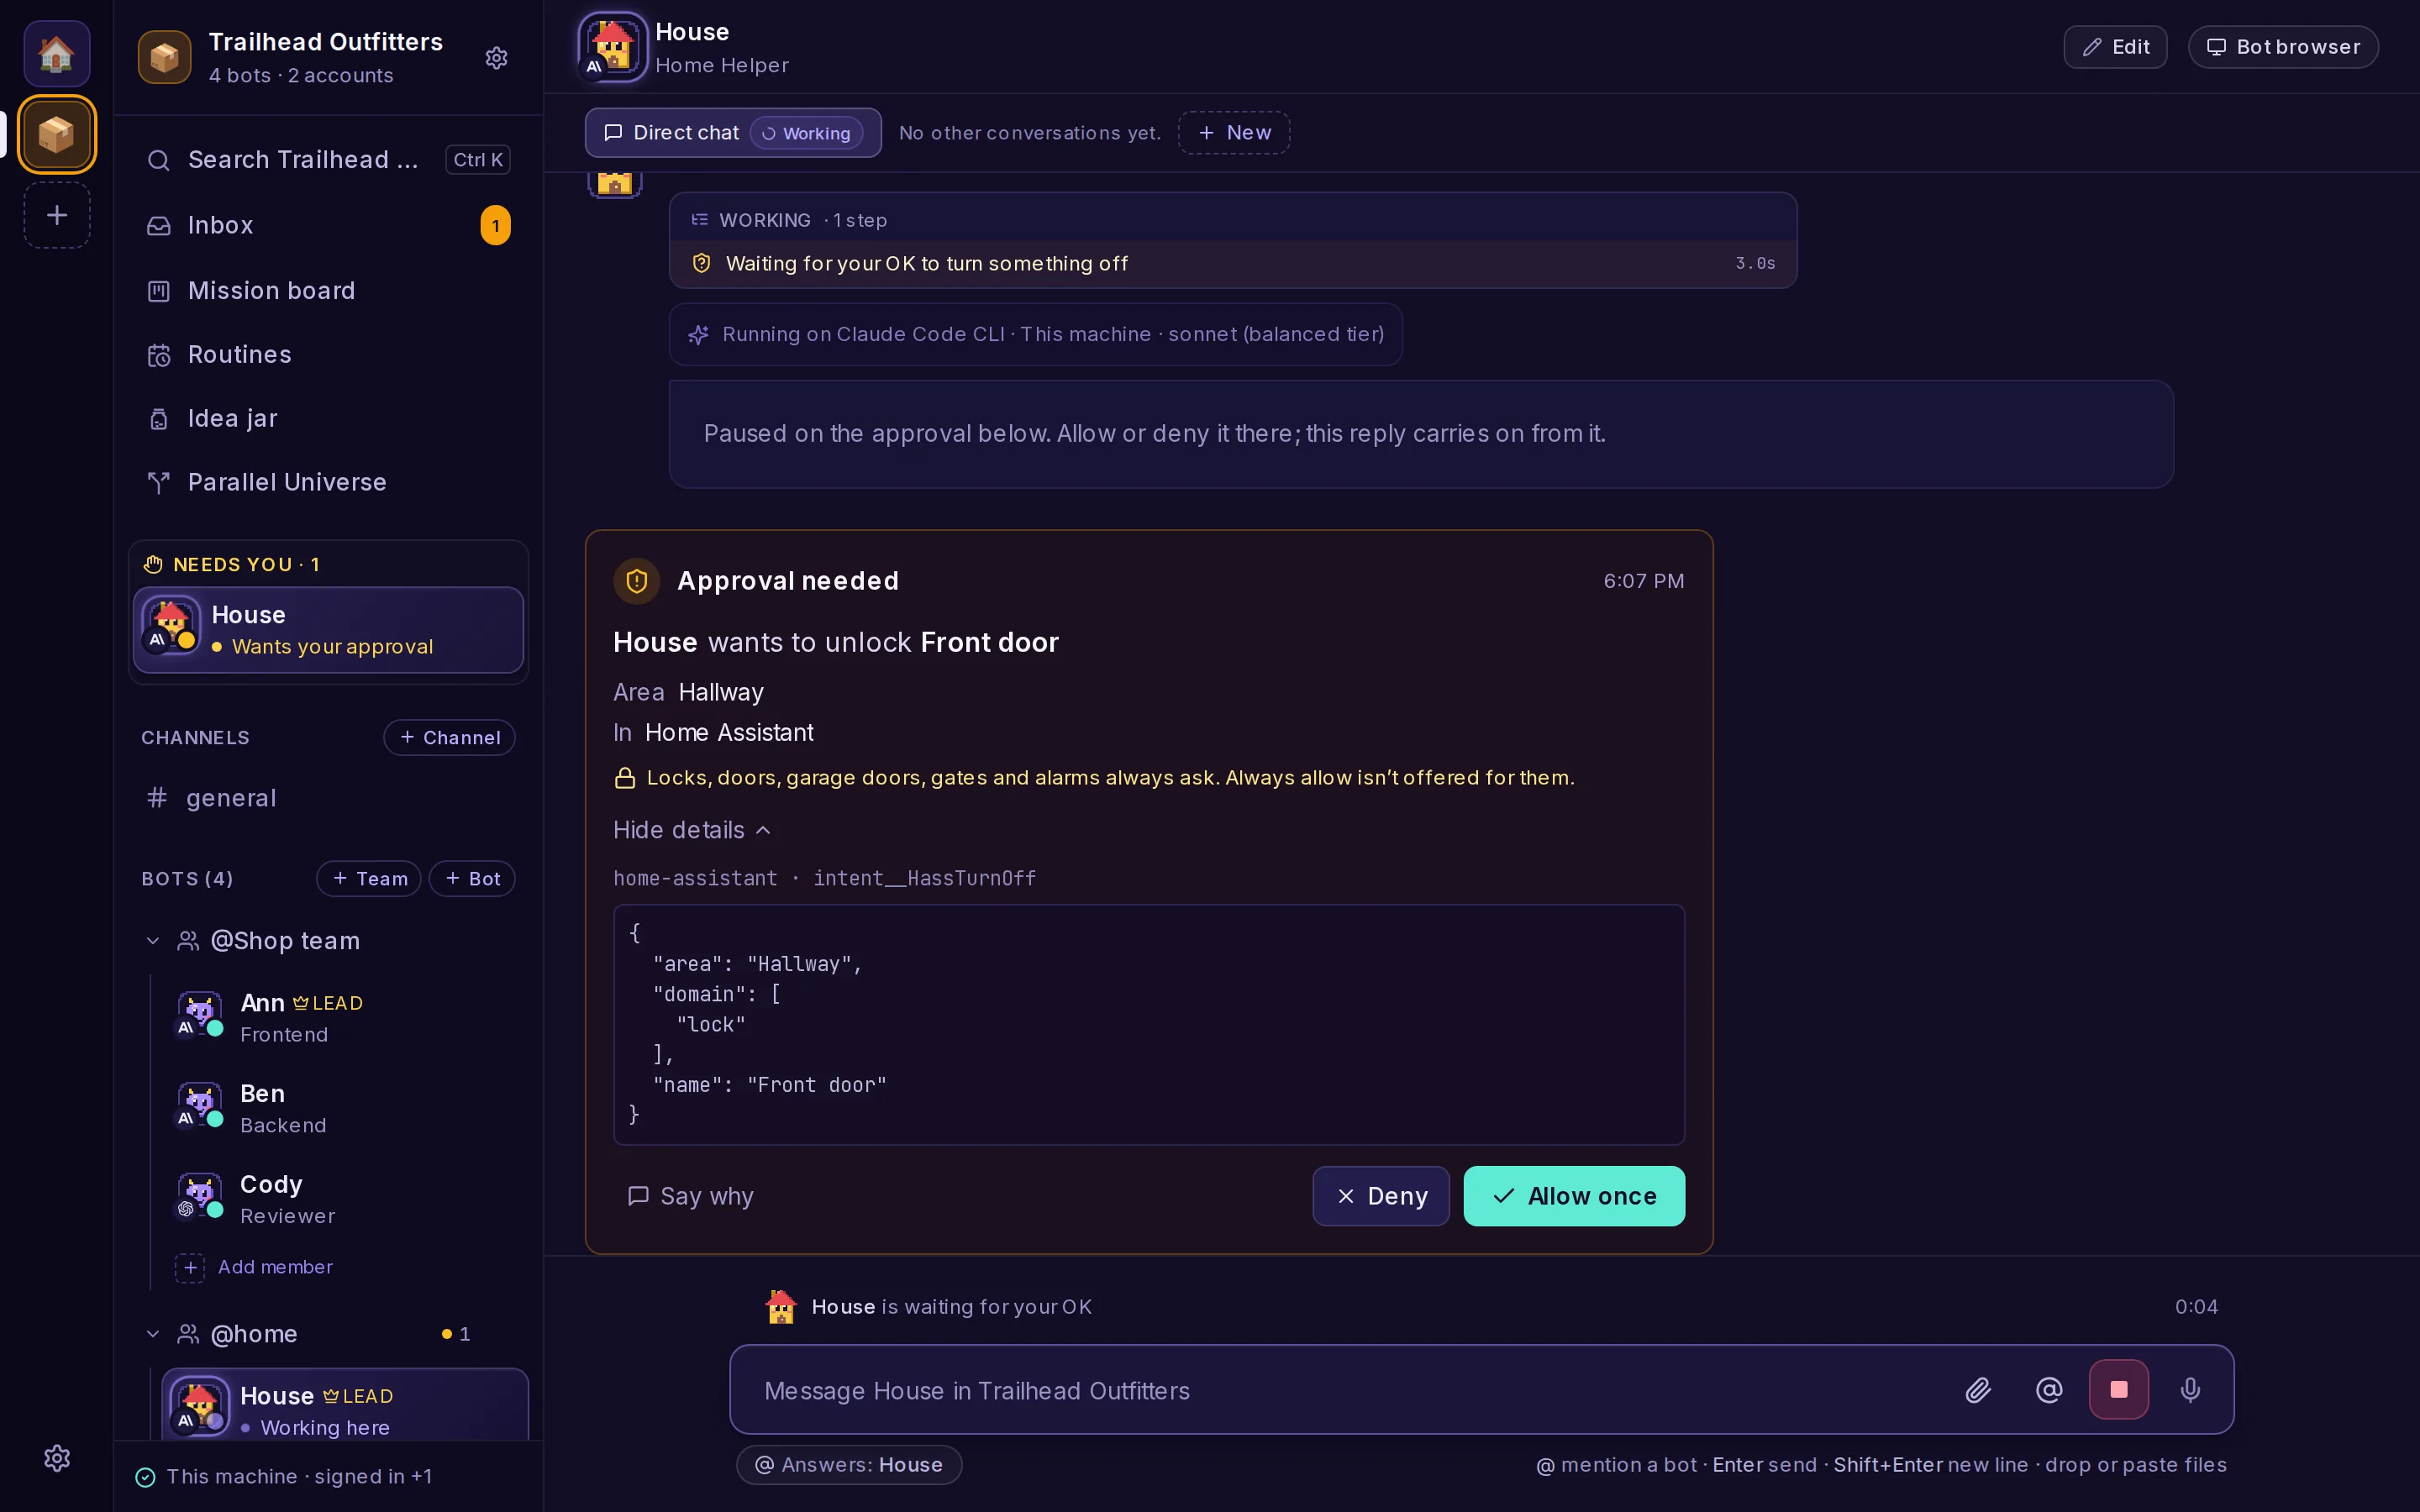 Trailhead Outfitters
4 bots · 2 accounts
Search Trailhead ...
Ctrl K
Inbox
1
Mission board
Routines
Idea jar
Parallel Universe
NEEDS YOU · 1
House
Wants your approval
CHANNELS
+ Channel
# general
BOTS (4)
+ Team
+ Bot
@Shop team
Ann LEAD
Frontend
Ben
Backend
Cody
Reviewer
+ Add member
@home
1
House LEAD
Working here
This machine · signed in +1
House
Home Helper
Edit
Bot browser
Direct chat
Working
No other conversations yet.
+ New
WORKING · 1 step
Waiting for your OK to turn something off
3.0s
Running on Claude Code CLI · This machine · sonnet (balanced tier)
Paused on the approval below. Allow or deny it there; this reply carries on from it.
Approval needed
6:07 PM
House wants to unlock Front door
Area Hallway
In Home Assistant
Locks, doors, garage doors, gates and alarms always ask. Always allow isn’t offered for them.
Hide details
home-assistant · intent__HassTurnOff
{
"area": "Hallway",
"domain": [
"lock"
],
"name": "Front door"
}
Say why
Deny
Allow once
House is waiting for your OK
0:04
Message House in Trailhead Outfitters
@ Answers: House
@ mention a bot · Enter send · Shift+Enter new line · drop or paste files